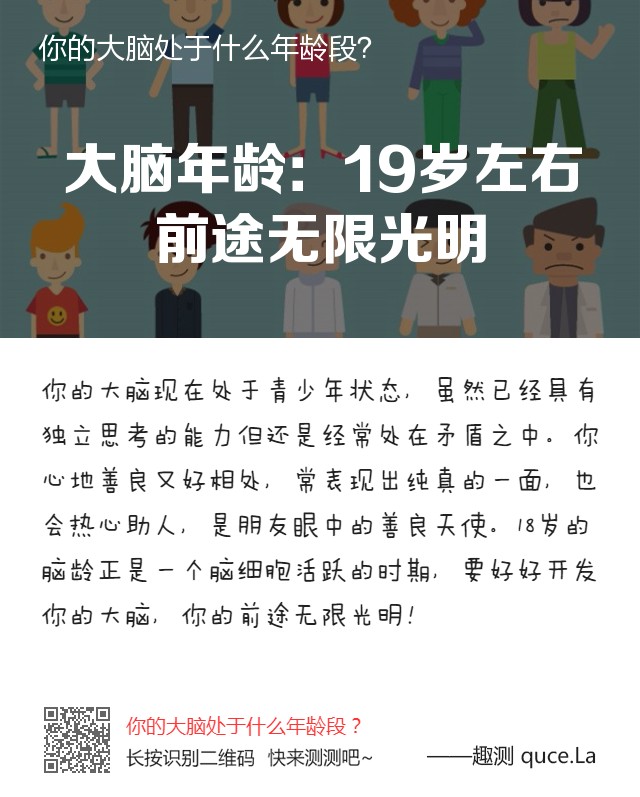 你的大脑处于什么年龄段?
大脑年龄：19岁左右
前途无限光明
你的大脑现在处于青少年状态，虽然已经具有
独立思考的能力但还是经常处在矛盾之中。你
心地善良又好相处，常表现出纯真的一面，也
会热心助人，是朋友眼中的善良天使。18岁的
脑龄正是一个脑细胞活跃的时期，要好好开发
你的大脑，你的前途无限光明！
你的大脑处于什么年龄段？
长按识别二维码 快来测测吧~
——趣测 quce.La